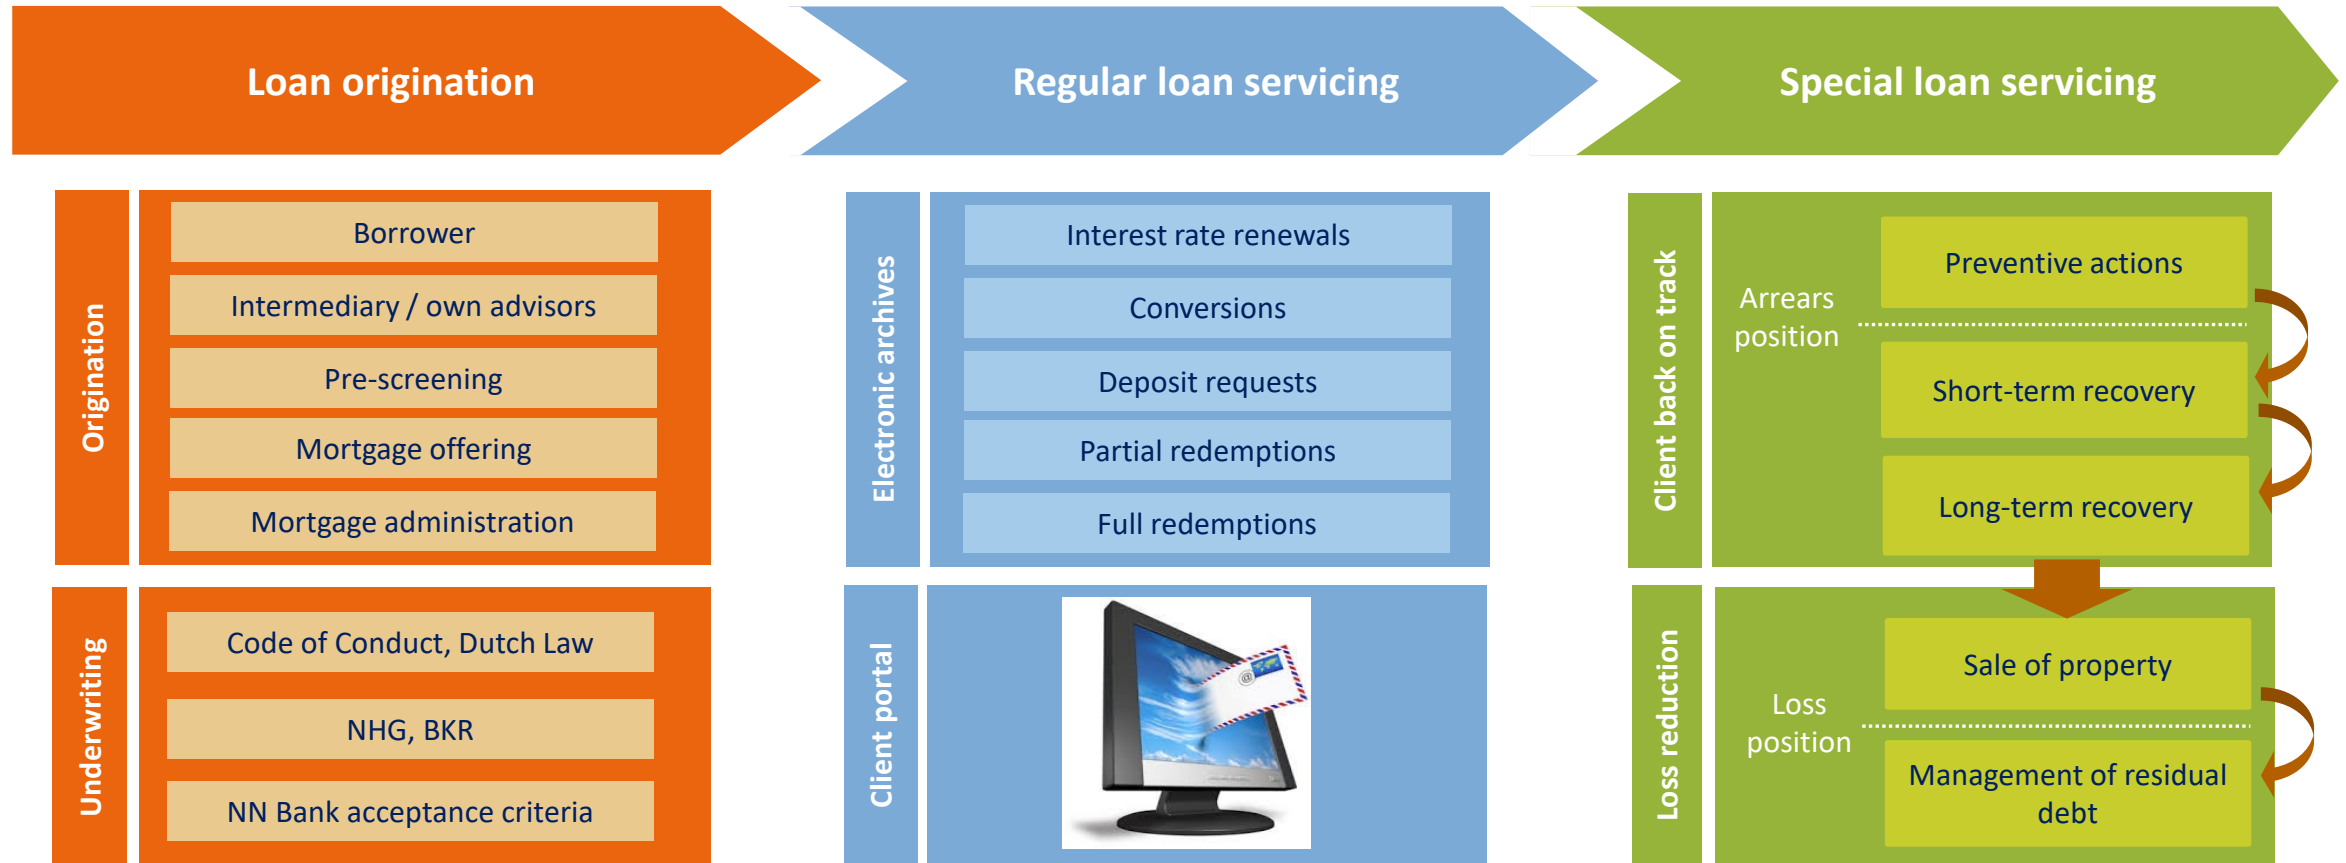 Loan origination
Regular loan servicing
Special loan servicing
Origination
Borrower
Intermediary / own advisors
Pre-screening
Mortgage offering
Mortgage administration
Underwriting
Code of Conduct, Dutch Law
NHG, BKR
NN Bank acceptance criteria
Electronic archives
Interest rate renewals
Conversions
Deposit requests
Partial redemptions
Full redemptions
Client portal
@
Client back on track
Arrears
position
Preventive actions
Short-term recovery
Long-term recovery
Loss reduction
Loss
position
Sale of property
Management of residual
debt